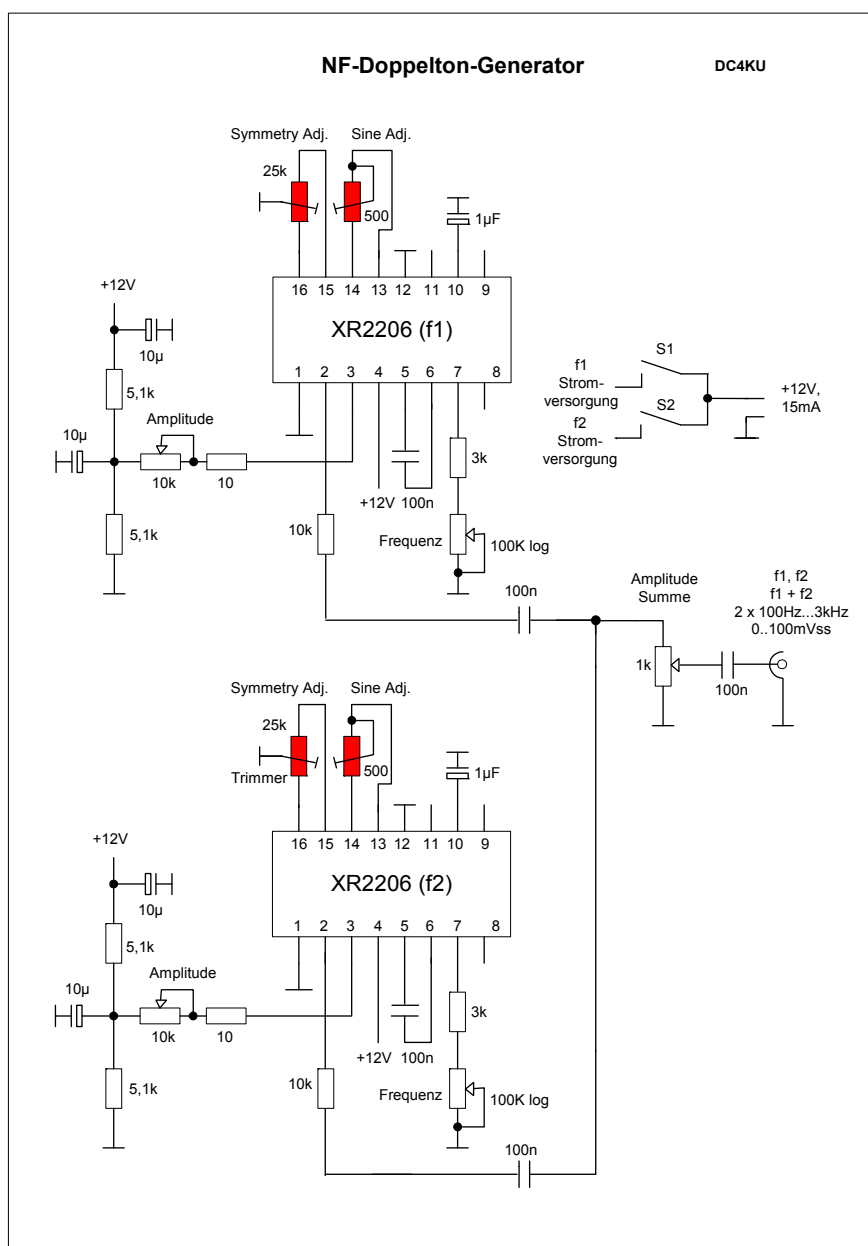 NF-Doppelton-Generator
DC4KU
Symmetry Adj.
Sine Adj.
25k
500
1µF
16 15 14 13 12 11 10 9
+12V
10µ
XR2206 (f1)
1 2 3 4 5 6 7 8
5,1k
Amplitude
10µ
10k
10
5,1k
+12V
100n
3k
10k
Frequenz
100K log
100n
f1
Strom-
versorgung
S1
f2
Strom-
versorgung
S2
+12V,
15mA
Amplitude
Summe
f1, f2
f1 + f2
2 x 100Hz...3kHz
0..100mVss
1k
100n
Symmetry Adj.
Sine Adj.
25k
Trimmer
500
1µF
16 15 14 13 12 11 10 9
+12V
10µ
XR2206 (f2)
1 2 3 4 5 6 7 8
5,1k
Amplitude
10µ
10k
10
5,1k
+12V
100n
3k
10k
Frequenz
100K log
100n